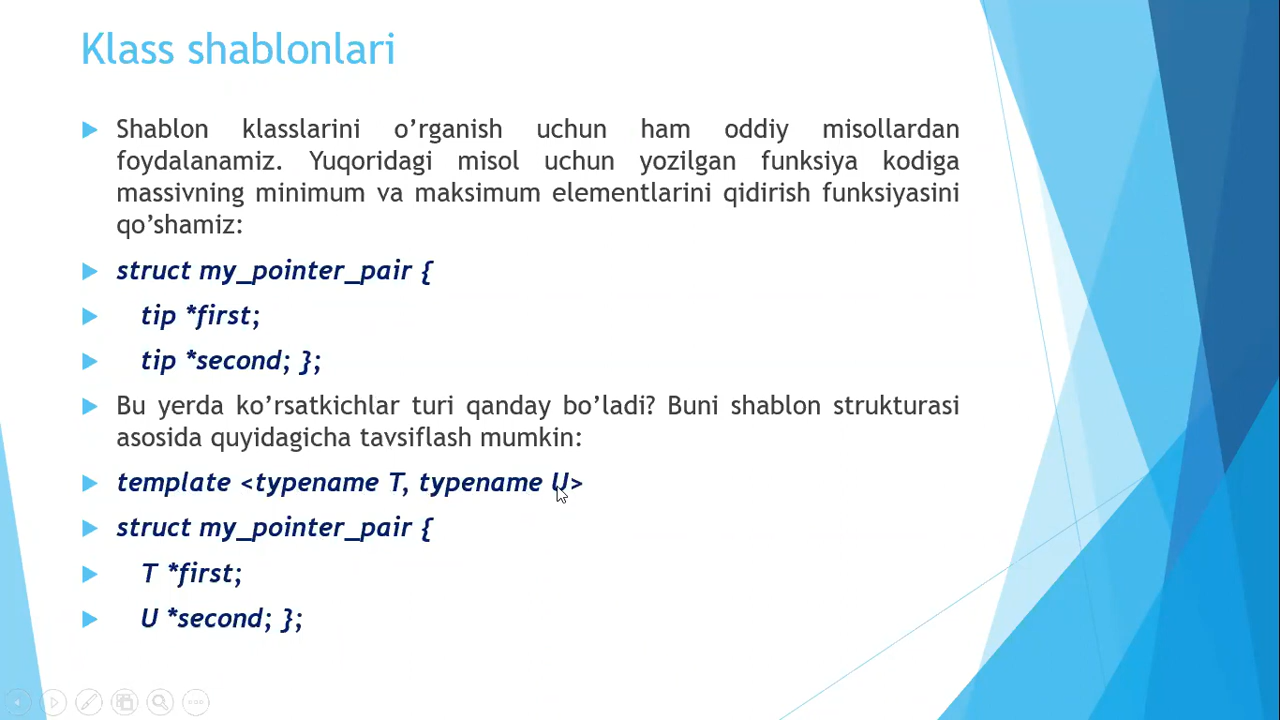 Klass shablonlari
Shablon klasslarini o’rganish uchun ham oddiy misollardan
foydalanamiz. Yuqoridagi misol uchun yozilgan funksiya kodiga
massivning minimum va maksimum elementlarini qidirish funksiyasini
qo’shamiz:
struct my_pointer_pair {
tip *first;
tip *second; };
Bu yerda ko’rsatkichlar turi qanday bo’ladi? Buni shablon strukturasi
asosida quyidagicha tavsiflash mumkin:
template <typename T, typename U>
struct my_pointer_pair {
T *first;
U *second; };